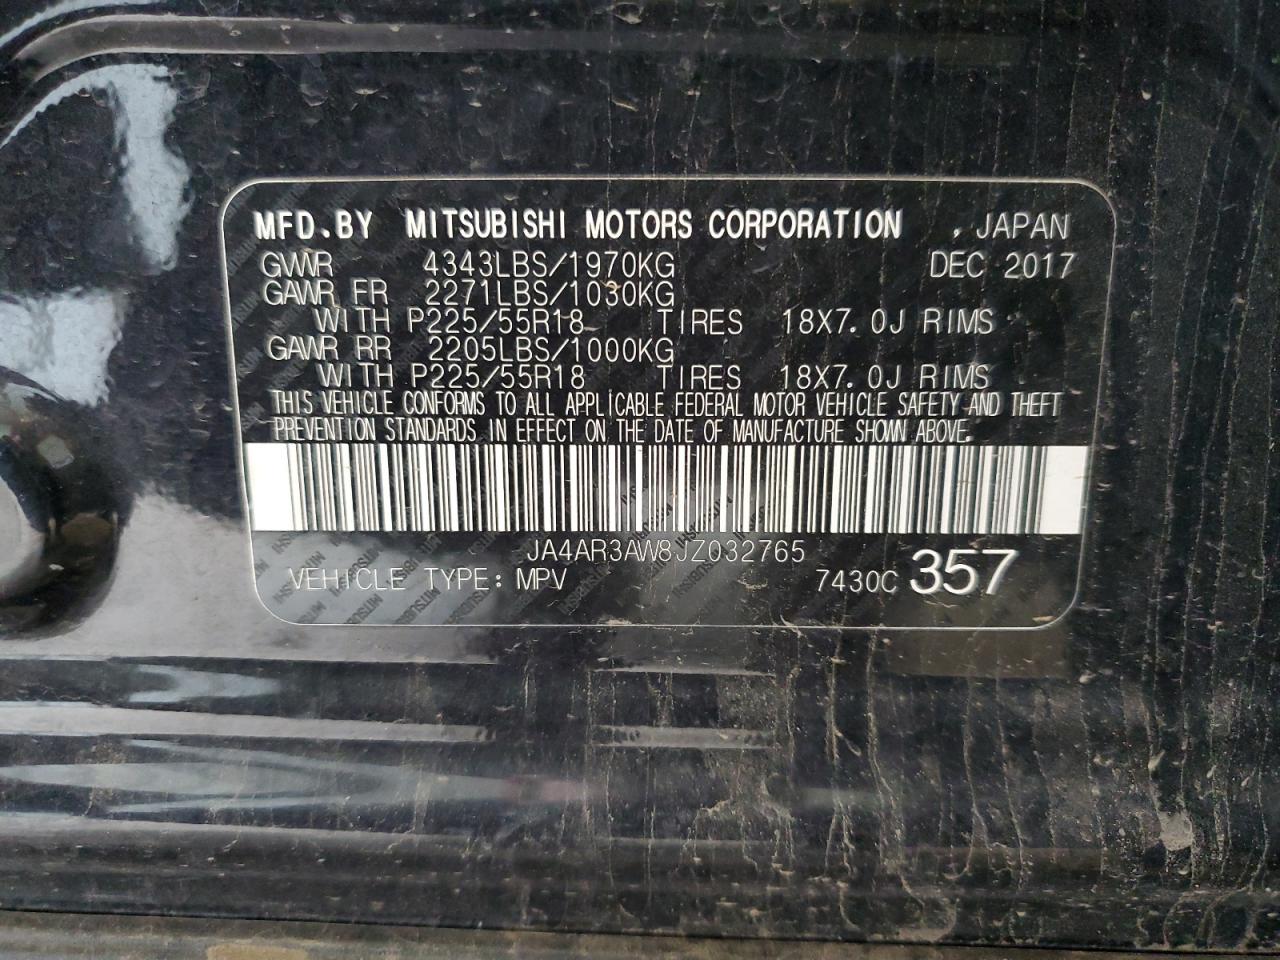 MFD.BY MITSUBISHI MOTORS CORPORATION , JAPAN
GVWR 4343LBS/1970KG DEC 2017
GAWR FR 2271LBS/1030KG
WITH P225/55R18 TIRES 18X7.0J RIMS
GAWR RR 2205LBS/1000KG
WITH P225/55R18 TIRES 18X7.0J RIMS
THIS VEHICLE CONFORMS TO ALL APPLICABLE FEDERAL MOTOR VEHICLE SAFETY AND THEFT
PREVENTION STANDARDS IN EFFECT ON THE DATE OF MANUFACTURE SHOWN ABOVE.
JA4AR3AW8JZ032765
VEHICLE TYPE: MPV 7430C 357